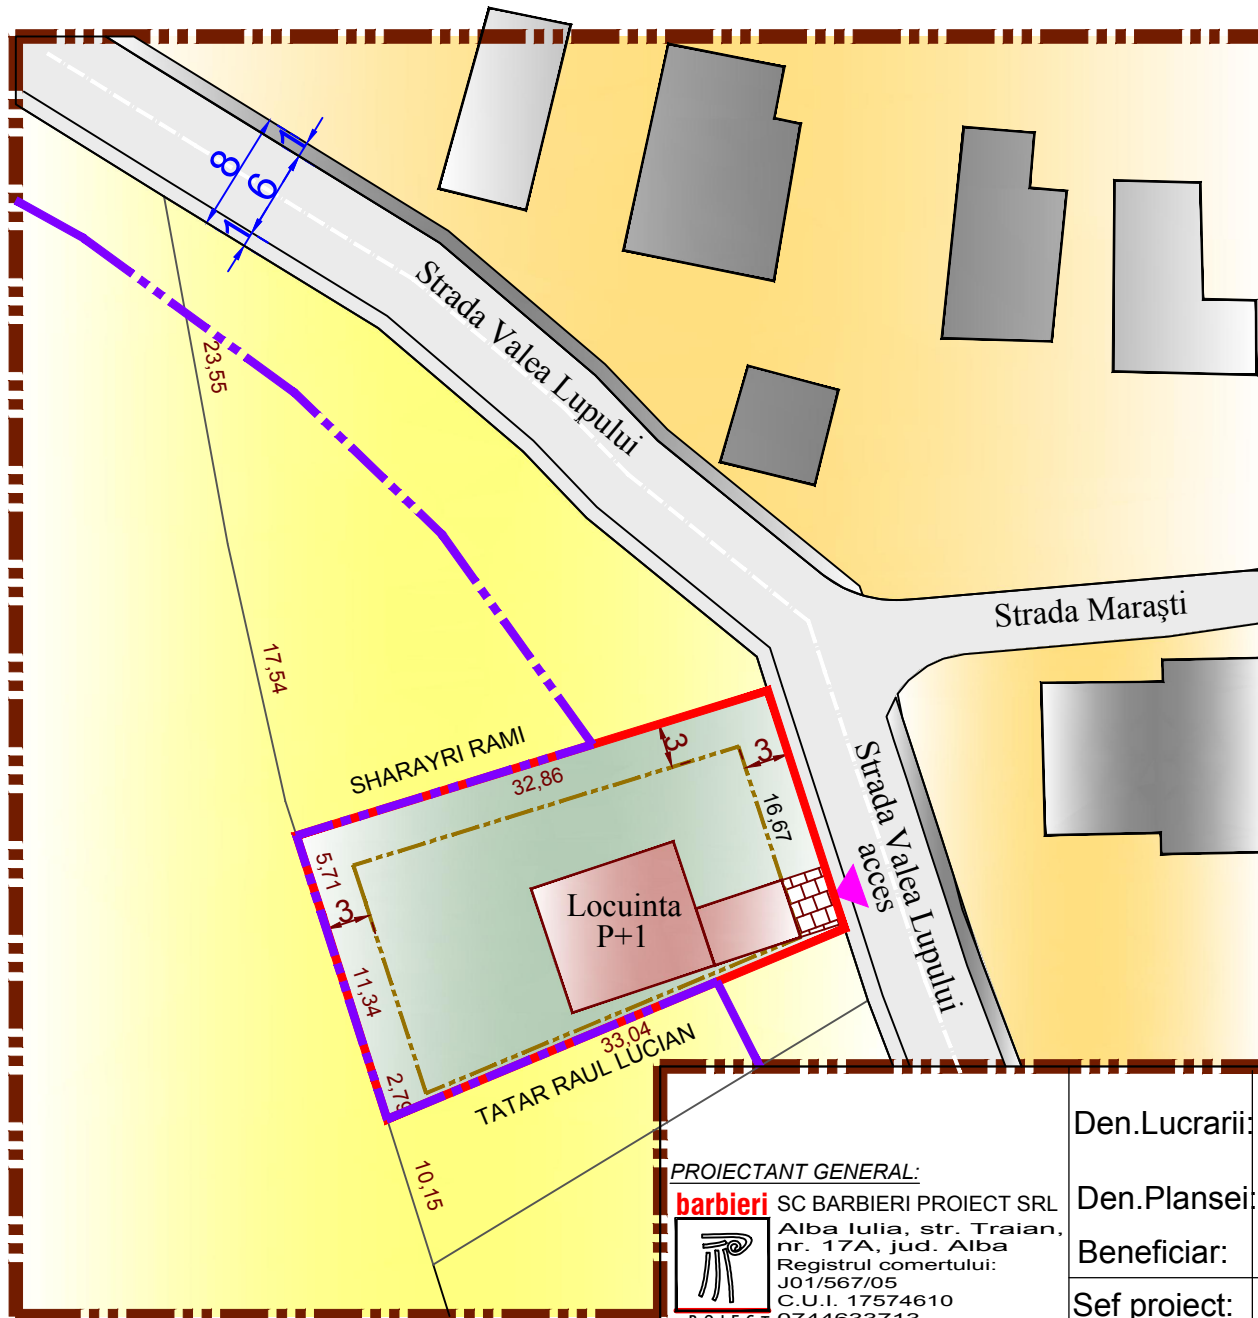 1
8
6
1
Strada Valea Lupului
23,55
Strada Maraști
17,54
SHARAYRI RAMI
32,86
3
3
16,67
Strada Valea Lupului
acces
5,71
3
11,34
2,79
Locuinta
P+1
33,04
TATAR RAUL LUCIAN
10,15
PROIECTANT GENERAL:
barbieri SC BARBIERI PROIECT SRL
Alba Iulia, str. Traian,
nr. 17A, jud. Alba
Registrul comertului:
J01/567/05
C.U.I. 17574610
Den.Lucrarii:
Den.Plansei:
Beneficiar:
Sef proiect: